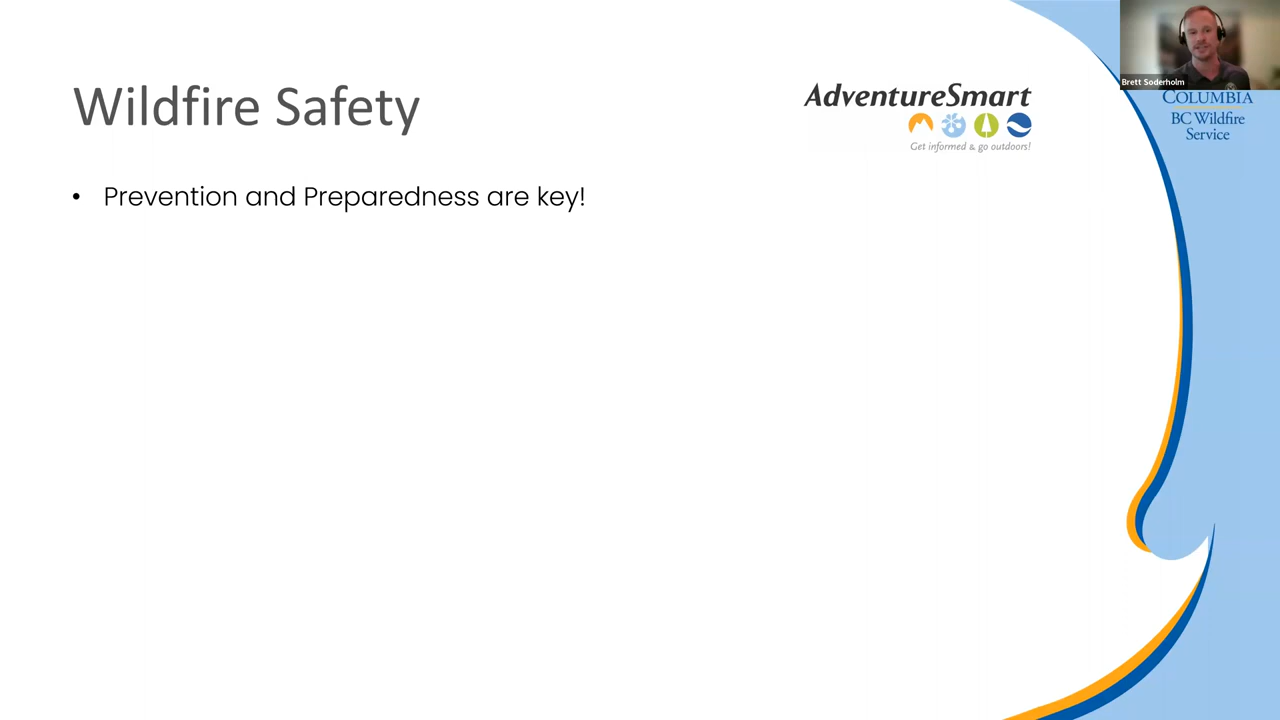 Wildfire Safety
AdventureSmart
Get informed & go outdoors!
Brett Soderholm
COLUMBIA
BC Wildfire
Service
• Prevention and Preparedness are key!